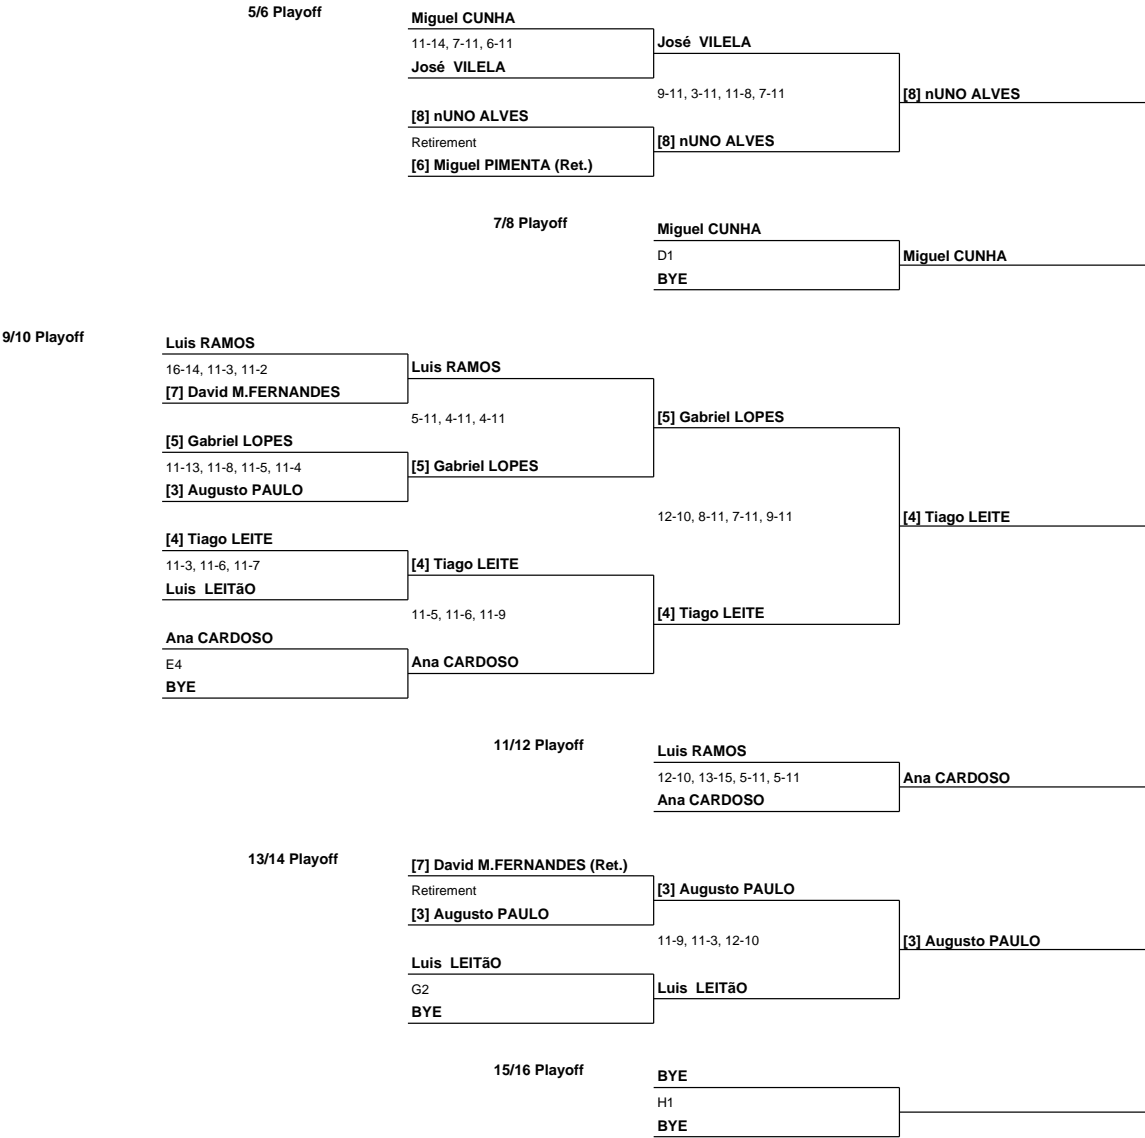 5/6 Playoff
Miguel CUNHA
11-14, 7-11, 6-11
José VILELA
José VILELA
9-11, 3-11, 11-8, 7-11
[8] nUNO ALVES
[8] nUNO ALVES
Retirement
[8] nUNO ALVES
[6] Miguel PIMENTA (Ret.)
7/8 Playoff
Miguel CUNHA
D1
Miguel CUNHA
BYE
9/10 Playoff
Luis RAMOS
16-14, 11-3, 11-2
Luis RAMOS
[7] David M.FERNANDES
5-11, 4-11, 4-11
[5] Gabriel LOPES
[5] Gabriel LOPES
11-13, 11-8, 11-5, 11-4
[5] Gabriel LOPES
[3] Augusto PAULO
12-10, 8-11, 7-11, 9-11
[4] Tiago LEITE
[4] Tiago LEITE
11-3, 11-6, 11-7
[4] Tiago LEITE
Luis LEITãO
11-5, 11-6, 11-9
[4] Tiago LEITE
Ana CARDOSO
E4
Ana CARDOSO
BYE
11/12 Playoff
Luis RAMOS
12-10, 13-15, 5-11, 5-11
Ana CARDOSO
Ana CARDOSO
13/14 Playoff
[7] David M.FERNANDES (Ret.)
Retirement
[3] Augusto PAULO
[3] Augusto PAULO
11-9, 11-3, 12-10
[3] Augusto PAULO
Luis LEITãO
G2
Luis LEITãO
BYE
15/16 Playoff
BYE
H1
BYE